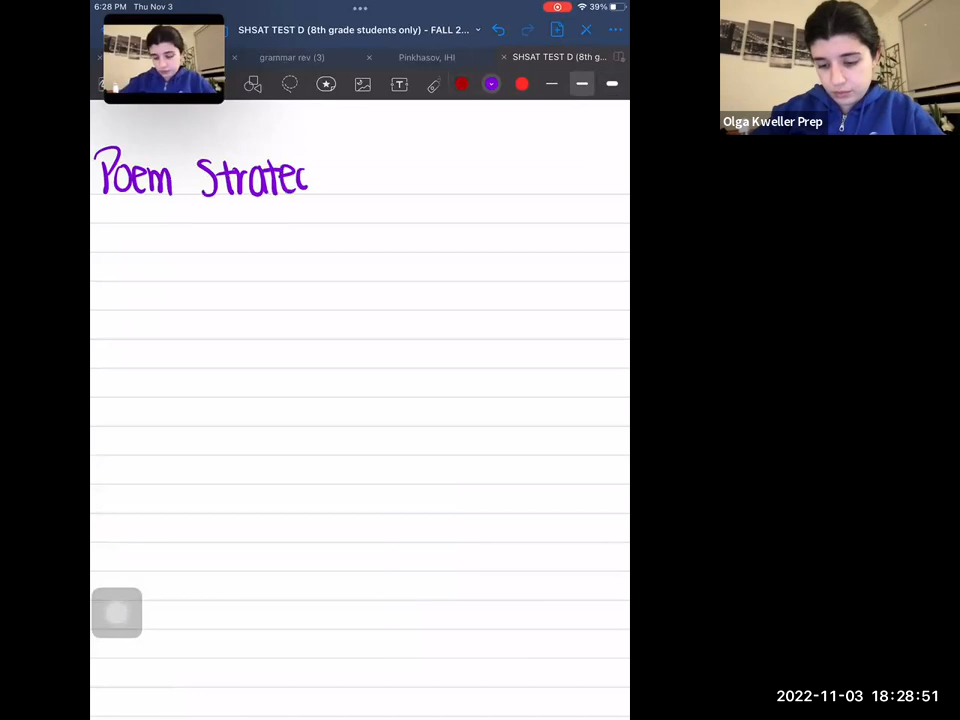 6:28 PM Thu Nov 3
39%
SHSAT TEST D (8th grade students only) - FALL 2...
grammar rev (3)
Pinkhasov, IHI
SHSAT TEST D (8th g...
Poem Stratec
Olga Kweller Prep
2022-11-03 18:28:51